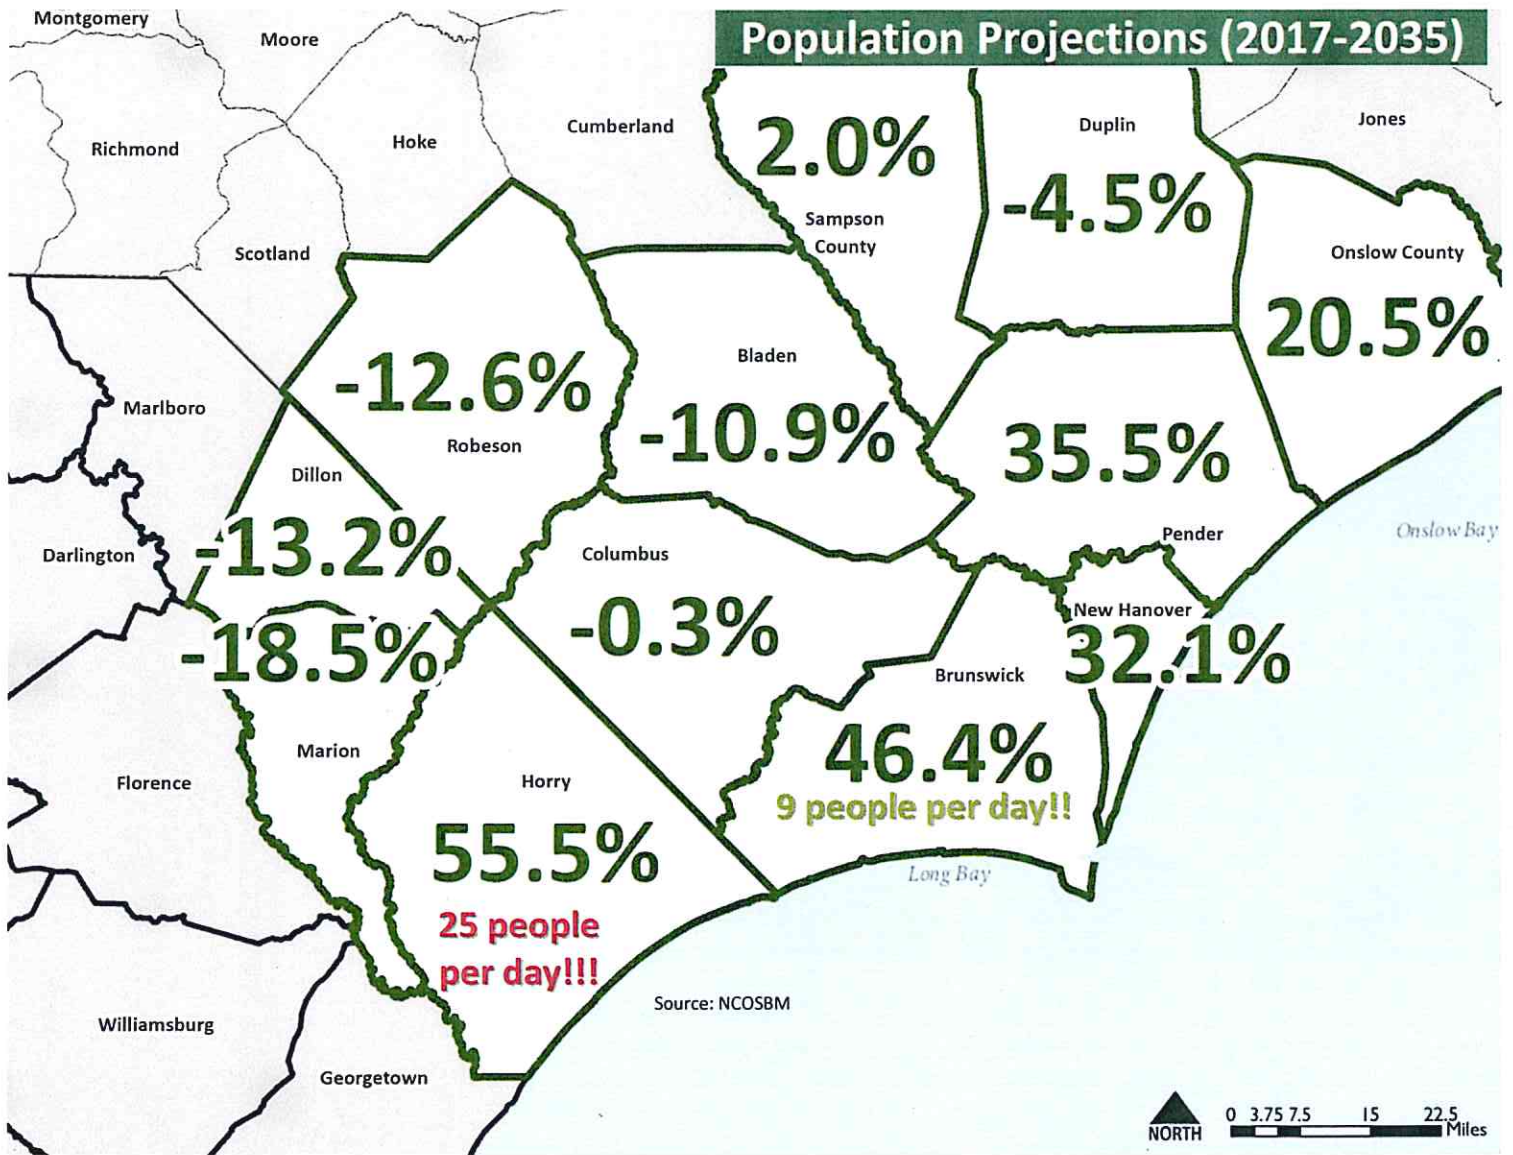 Montgomery
Moore
Population Projections (2017-2035)
Richmond
Hoke
Cumberland
2.0%
Duplin
Jones
-4.5%
Sampson
County
Scotland
Onslow County
20.5%
Marlboro
-12.6%
Robeson
Bladen
-10.9%
35.5%
Dillon
Pender
Onslow Bay
Darlington
-13.2%
Columbus
-0.3%
New Hanover
32.1%
-18.5%
Brunswick
46.4%
9 people per day!!
Marion
Florence
Horry
55.5%
25 people
per day!!!
Long Bay
Source: NCOSBM
Williamsburg
Georgetown
NORTH
0 3.75 7.5 15 22.5
Miles